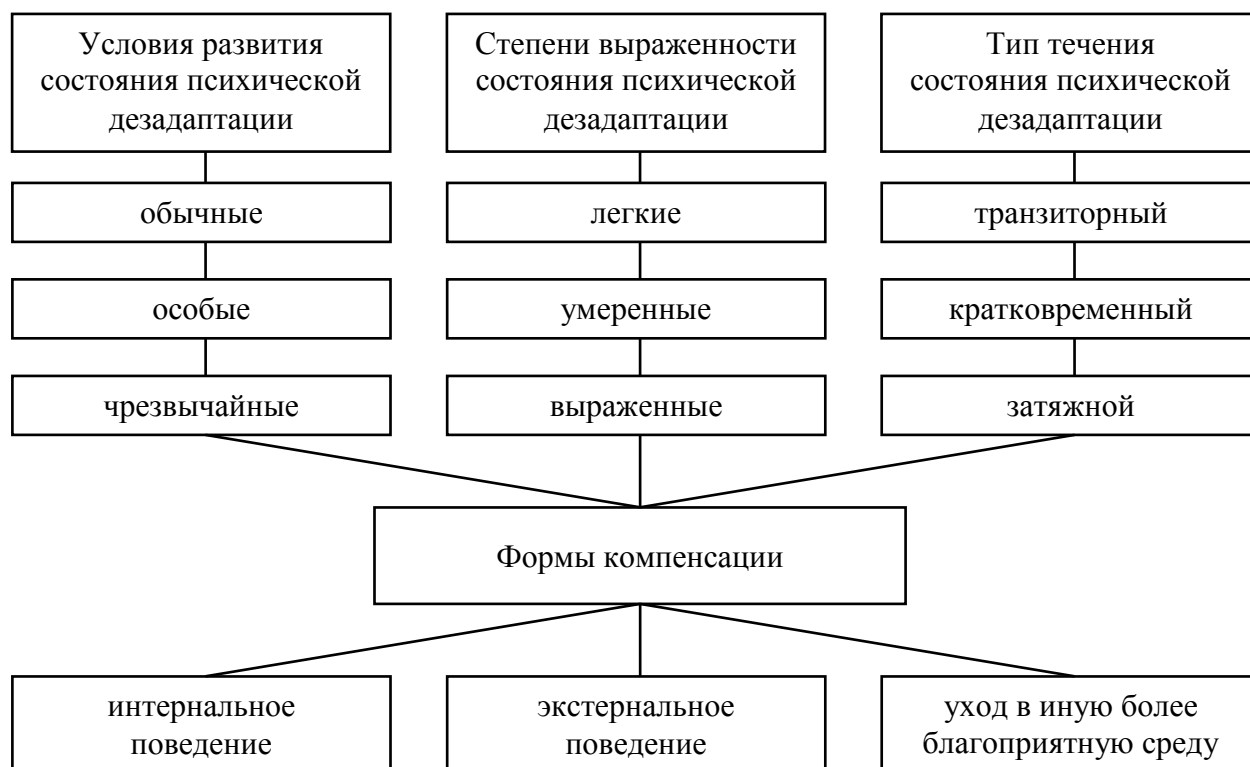 Условия развития
состояния психической
дезадаптации
Степени выраженности
состояния психической
дезадаптации
Тип течения
состояния психической
дезадаптации
обычные
легкие
транзиторный
особые
умеренные
кратковременный
чрезвычайные
выраженные
затяжной
Формы компенсации
интернальное
поведение
экстернальное
поведение
уход в иную более
благоприятную среду